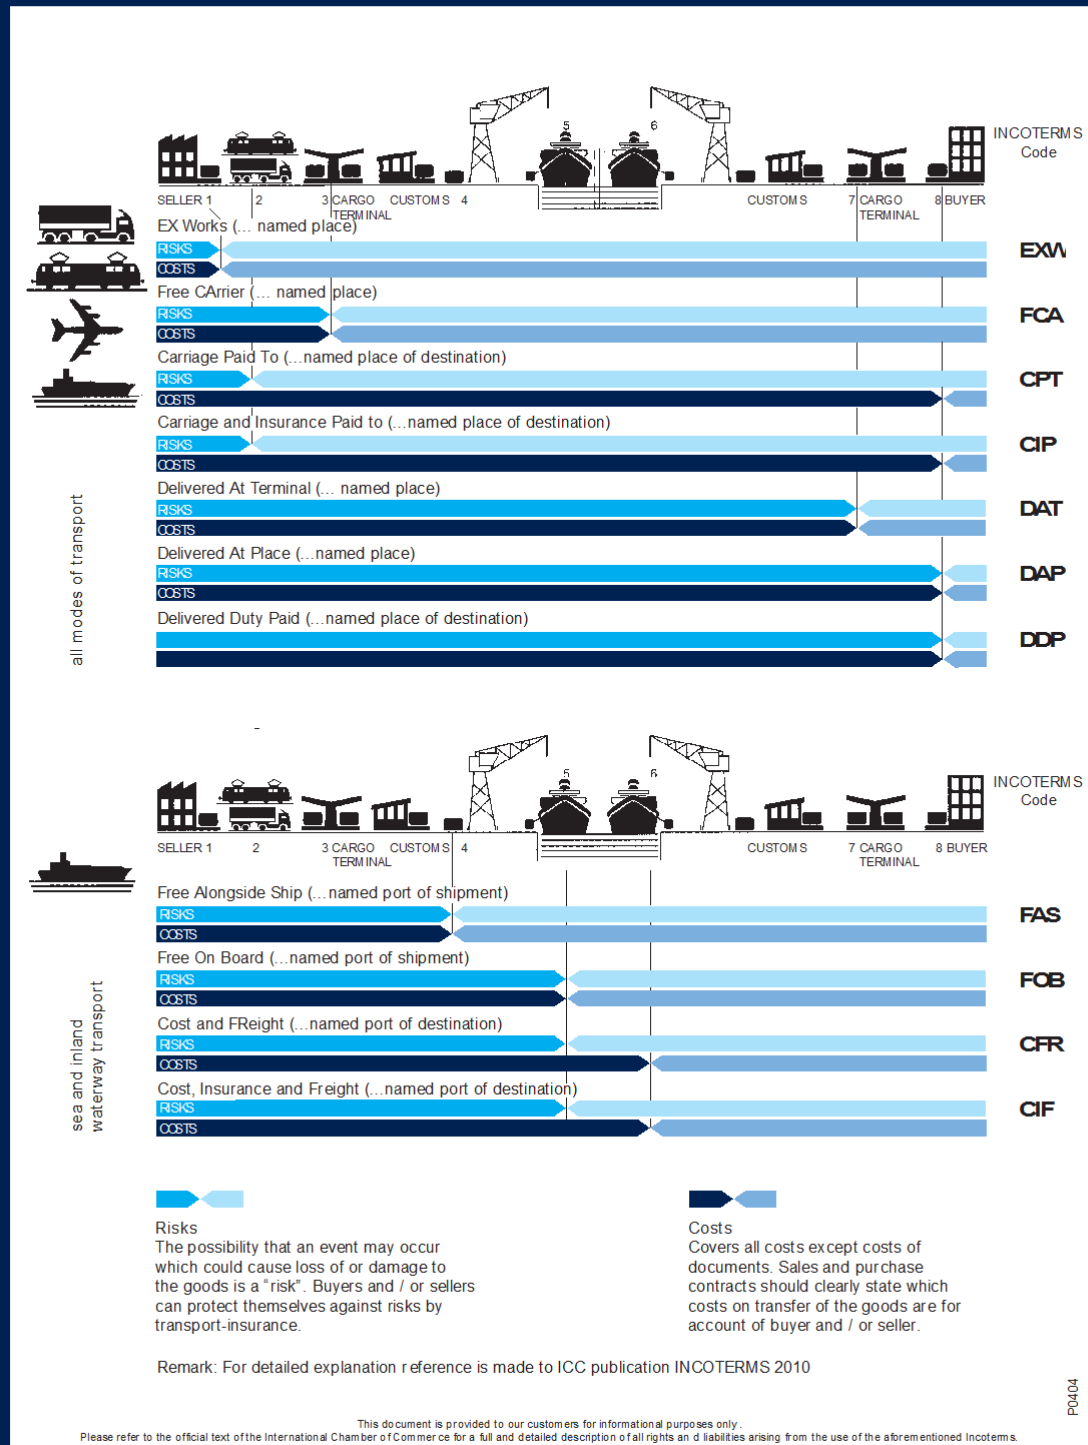 5 6
INCOTERMS
Code
SELLER 1 2 3 CARGO TERMINAL CUSTOMS 4 CUSTOMS 7 CARGO TERMINAL 8 BUYER
EX Works (... named place)
RISKS
COSTS
EXW
Free CArrier (... named place)
RISKS
COSTS
FCA
Carriage Paid To (...named place of destination)
RISKS
COSTS
CPT
Carriage and Insurance Paid to (...named place of destination)
RISKS
COSTS
CIP
Delivered At Terminal (... named place)
RISKS
COSTS
DAT
Delivered At Place (...named place)
RISKS
COSTS
DAP
Delivered Duty Paid (...named place of destination)
DDP
all modes of transport
5 6
INCOTERMS
Code
SELLER 1 2 3 CARGO TERMINAL CUSTOMS 4 CUSTOMS 7 CARGO TERMINAL 8 BUYER
Free Alongside Ship (...named port of shipment)
RISKS
COSTS
FAS
Free On Board (...named port of shipment)
RISKS
COSTS
FOB
Cost and FReight (...named port of destination)
RISKS
COSTS
CFR
Cost, Insurance and Freight (...named port of destination)
RISKS
COSTS
CIF
sea and inland
waterway transport
Risks
The possibility that an event may occur
which could cause loss of or damage to
the goods is a "risk". Buyers and / or sellers
can protect themselves against risks by
transport-insurance.
Costs
Covers all costs except costs of
documents. Sales and purchase
contracts should clearly state which
costs on transfer of the goods are for
account of buyer and / or seller.
Remark: For detailed explanation reference is made to ICC publication INCOTERMS 2010
P0404
This document is provided to our customers for informational purposes only.
Please refer to the official text of the International Chamber of Commerce for a full and detailed description of all rights and liabilities arising from the use of the aforementioned Incoterms.